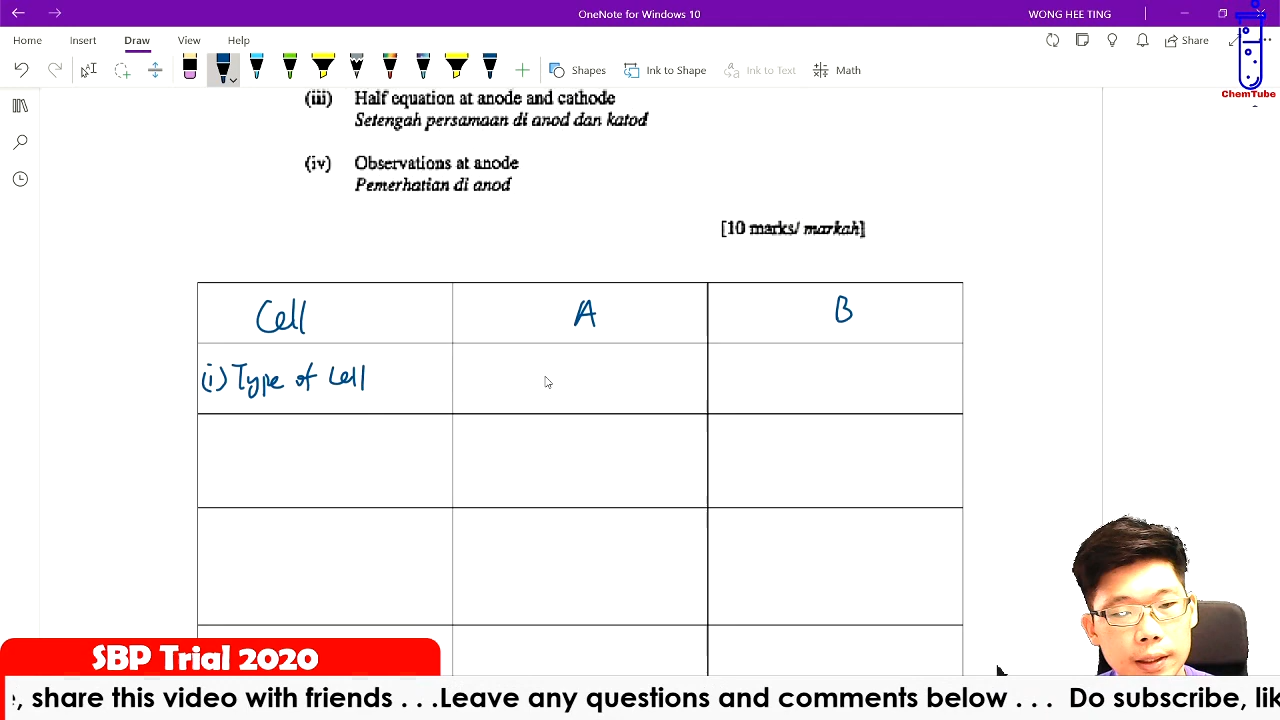 OneNote for Windows 10
WONG HEE TING
Home Insert Draw View Help
Share
Shapes Ink to Shape Ink to Text Math
ChemTube
(iii) Half equation at anode and cathode
Setengah persamaan di anod dan katod
(iv) Observations at anode
Pemerhatian di anod
[10 marks/ markah]
Cell A B
(i) Type of Cell
SBP Trial 2020
, share this video with friends . . .Leave any questions and comments below . . . Do subscribe, lik